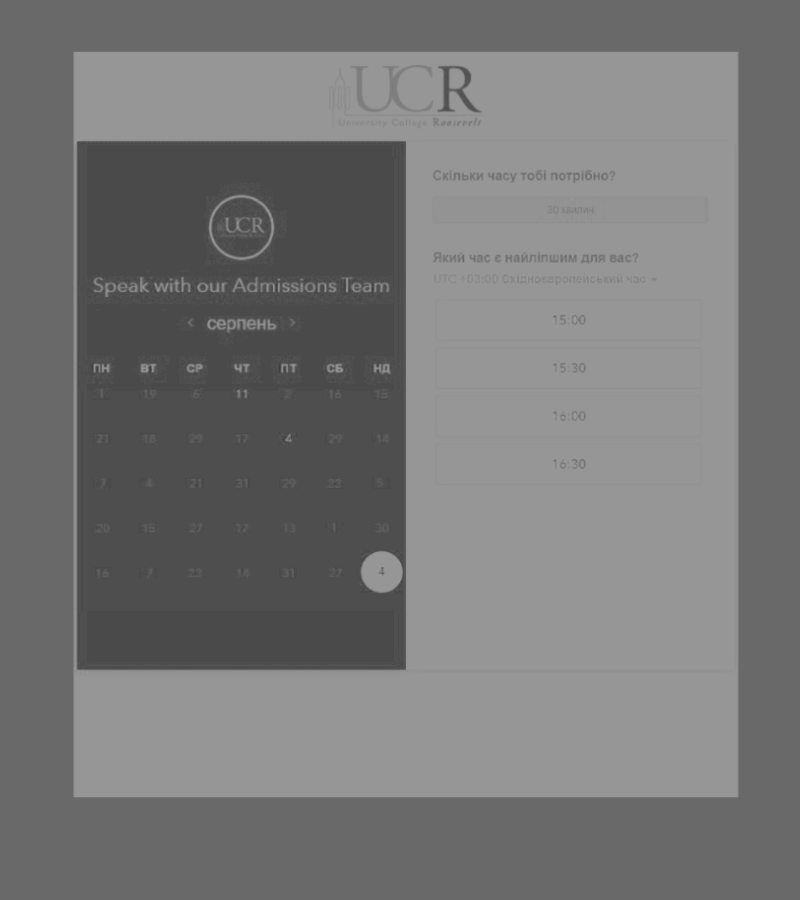 UCR
University College Roosevelt
UCR
Speak with our Admissions Team
серпень
ПН ВТ СР ЧТ ПТ СБ НД
1 19 6 11 2 16 15
21 18 29 17 4 29 14
7 4 21 31 29 23 5
20 15 27 17 13 1 30
16 7 23 14 31 27 4
Скільки часу тобі потрібно?
30 хвилин
Який час є найліпшим для вас?
UTC +03:00 Східноєвропейський час
15:00
15:30
16:00
16:30